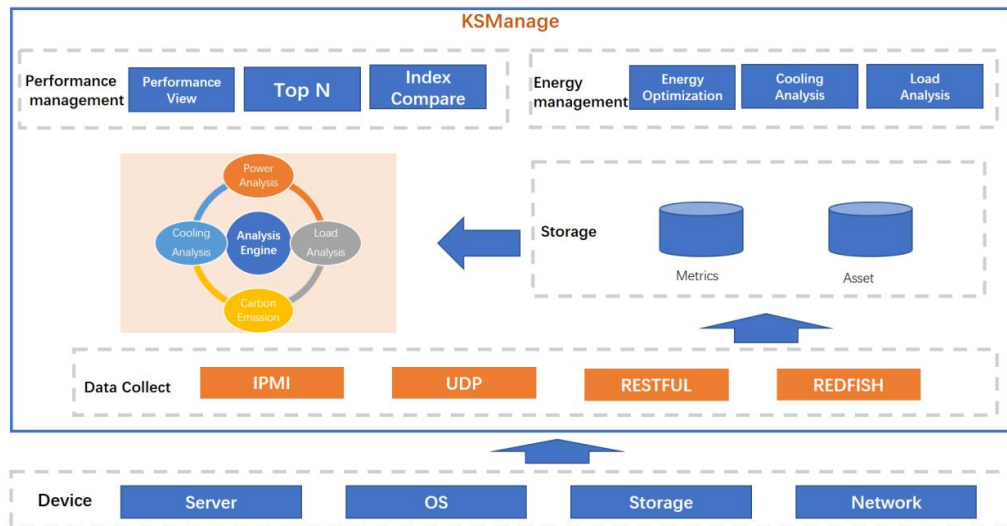 KSManage
Performance
management
Performance
View
Top N
Index
Compare
Energy
management
Energy
Optimization
Cooling
Analysis
Load
Analysis
Power
Analysis
Cooling
Analysis
Analysis
Engine
Load
Analysis
Carbon
Emission
Storage
Metrics
Asset
Data Collect
IPMI
UDP
RESTFUL
REDFISH
Device
Server
OS
Storage
Network